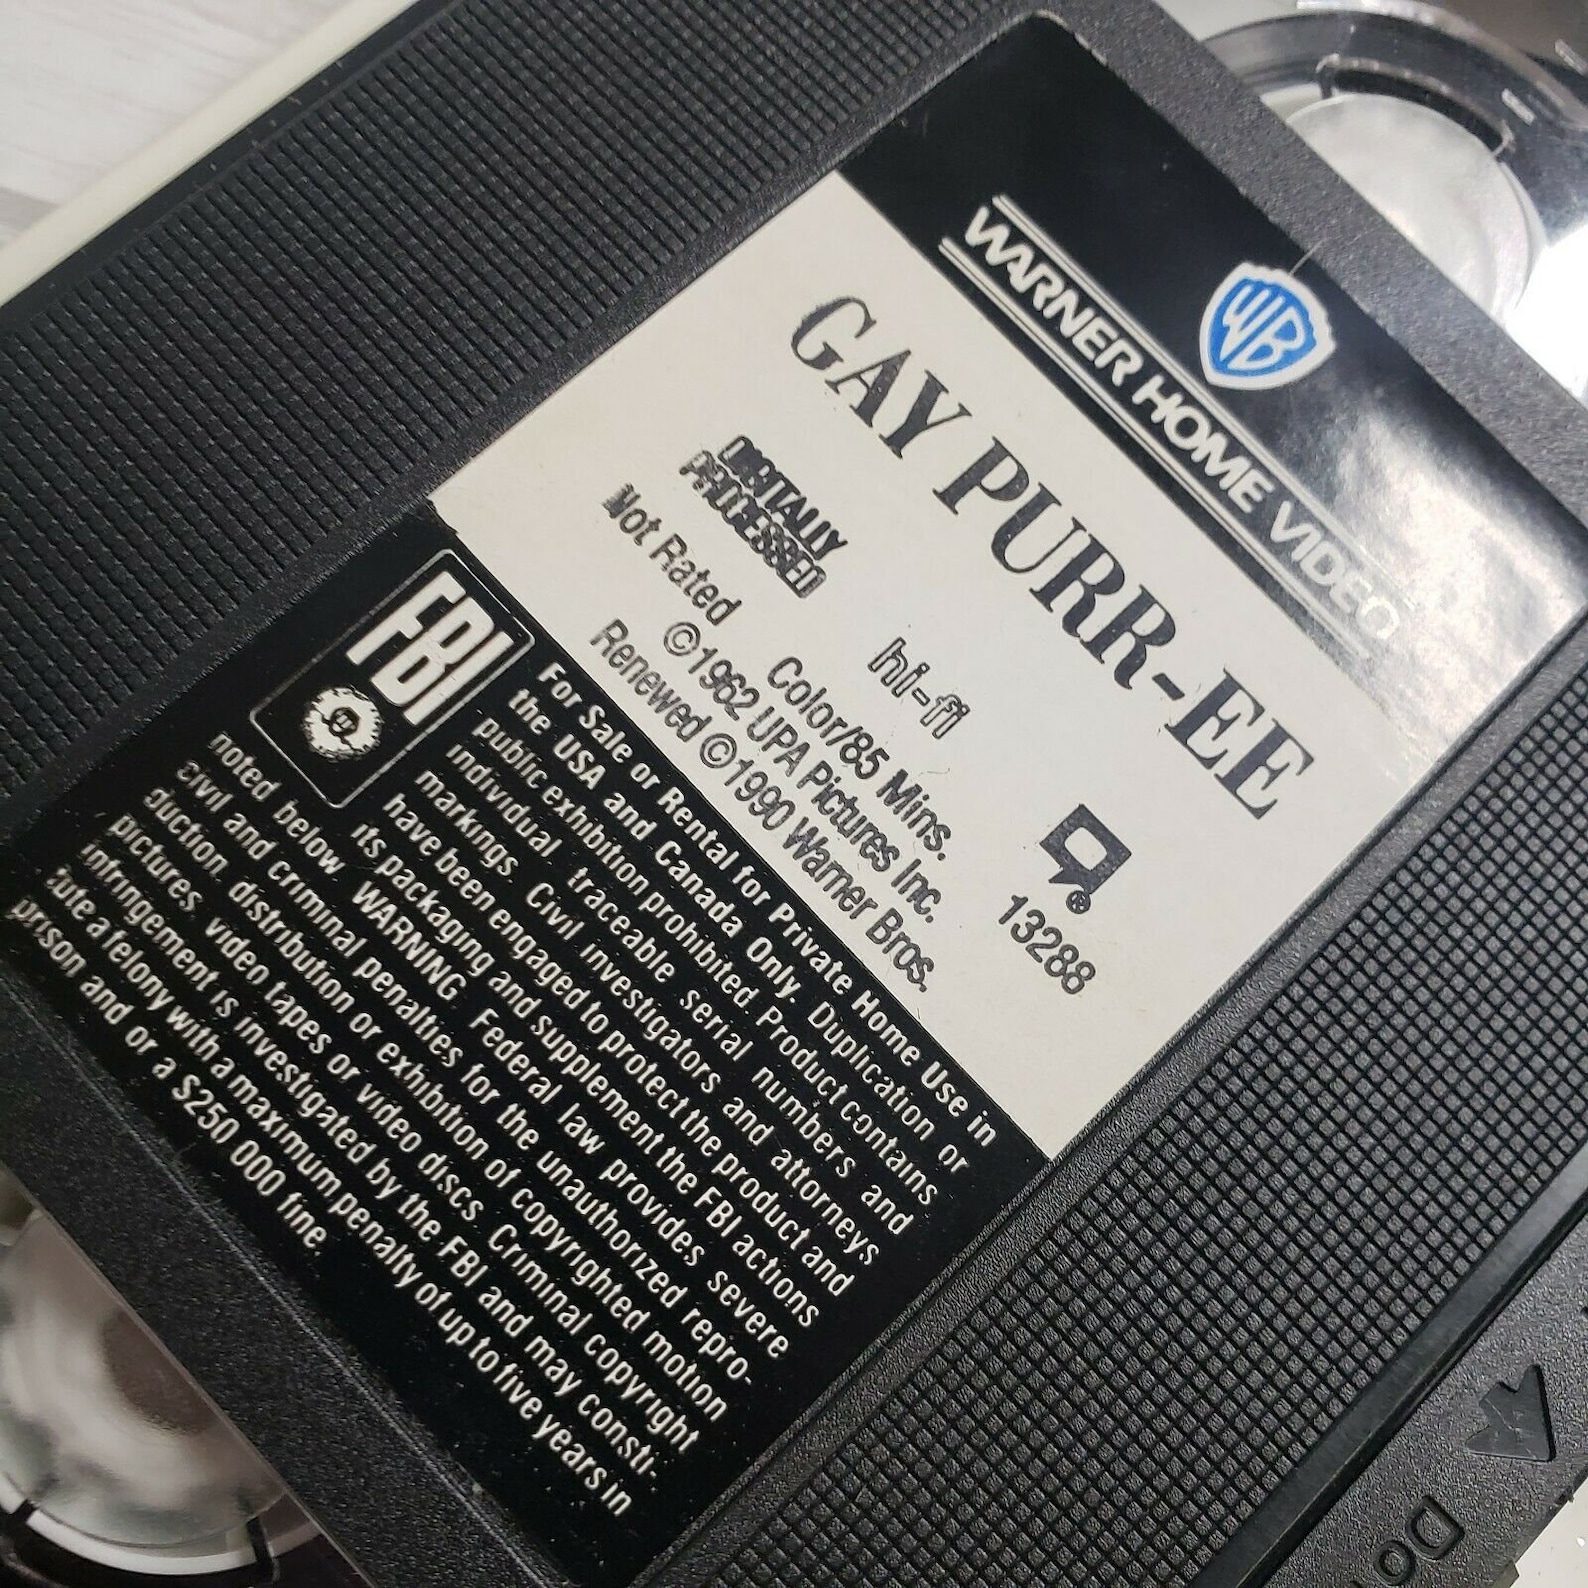 WB
WARNER HOME VIDEO
GAY PURR-EE
DIGITALLY
PROCESSED
hi-fi
Not Rated
Color/85 Mins.
©1962 UPA Pictures Inc.
Renewed ©1990 Warner Bros.
13288
FBI
For Sale or Rental for Private Home Use in
the USA and Canada Only. Duplication or
public exhibition prohibited. Product contains
individual traceable serial numbers and
markings. Civil investigators and attorneys
have been engaged to protect the product and
its packaging and supplement the FBI actions
noted below WARNING Federal law provides severe
civil and criminal penalties for the unauthorized repro-
duction, distribution or exhibition of copyrighted motion
pictures, video tapes or video discs. Criminal copyright
infringement is investigated by the FBI and may consti-
tute a felony with a maximum penalty of up to five years in
prison and or a $250 000 fine.
Do